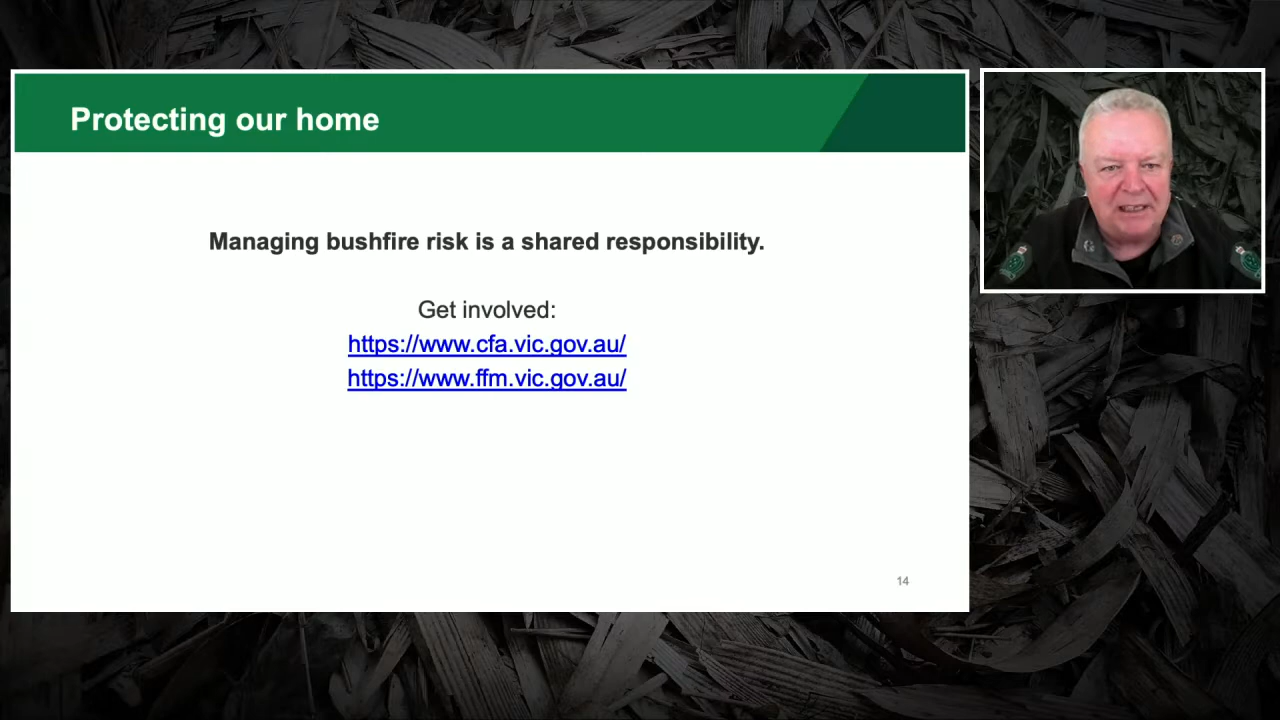 Protecting our home
Managing bushfire risk is a shared responsibility.
Get involved:
https://www.cfa.vic.gov.au/
https://www.ffm.vic.gov.au/
14